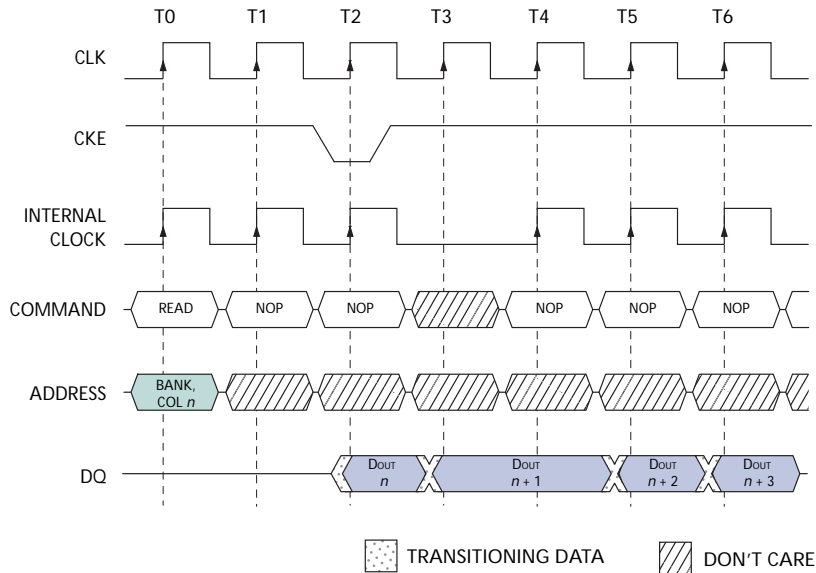 T0 T1 T2 T3 T4 T5 T6
CLK
CKE
INTERNAL
CLOCK
COMMAND READ NOP NOP NOP NOP NOP
ADDRESS
BANK,
COL n
DQ
DOUT DOUT DOUT DOUT
n n + 1 n + 2 n + 3
TRANSITIONING DATA DON'T CARE